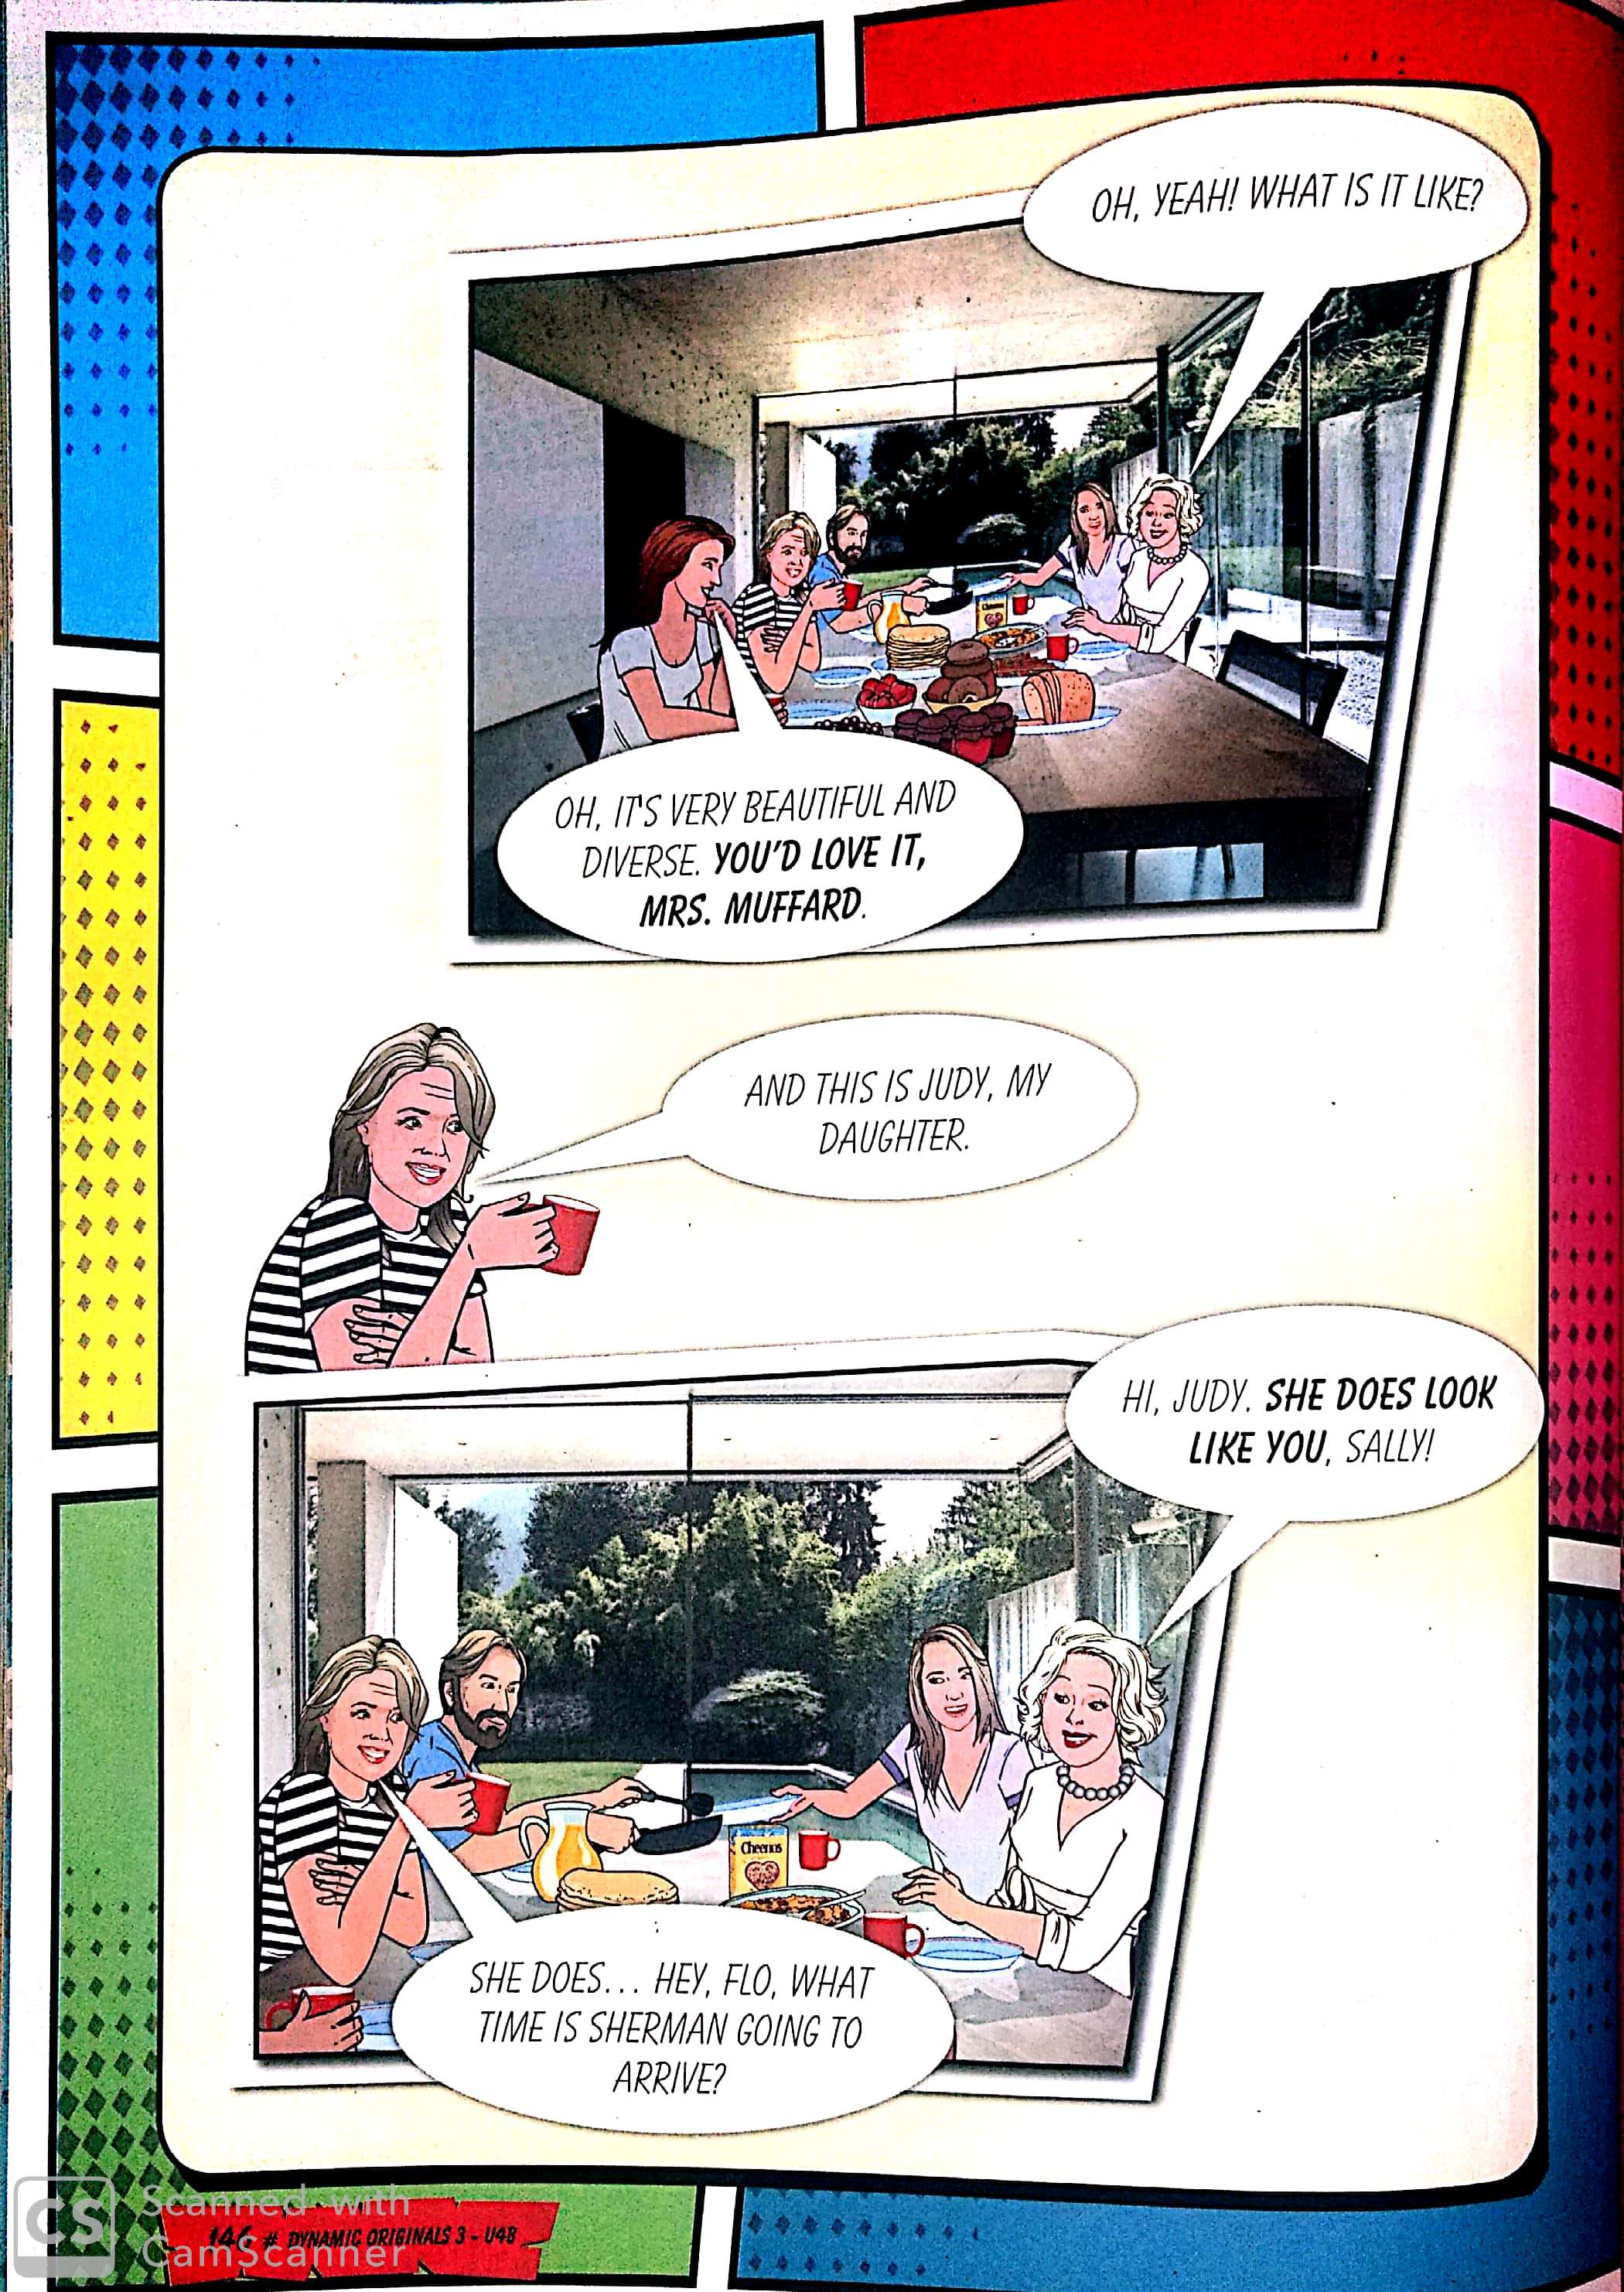 OH, YEAH! WHAT IS IT LIKE?
OH, IT'S VERY BEAUTIFUL AND
DIVERSE. YOU'D LOVE IT,
MRS. MUFFARD.
AND THIS IS JUDY, MY
DAUGHTER.
HI, JUDY. SHE DOES LOOK
LIKE YOU, SALLY!
Cheerios
SHE DOES... HEY, FLO, WHAT
TIME IS SHERMAN GOING TO
ARRIVE?
146 # DYNAMIC ORIGINALS 3 - U48
CS Scanned with
CamScanner